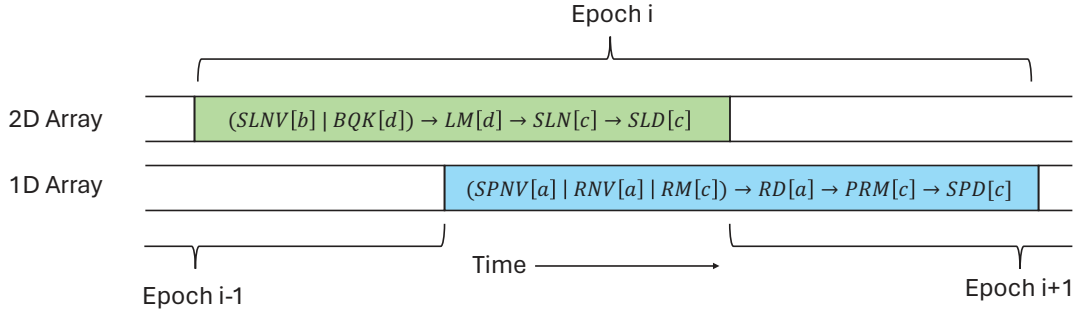 Epoch i
2D Array
(SLNV[b] | BQK[d]) → LM[d] → SLN[c] → SLD[c]
1D Array
(SPNV[a] | RNV[a] | RM[c]) → RD[a] → PRM[c] → SPD[c]
Time
Epoch i-1
Epoch i+1